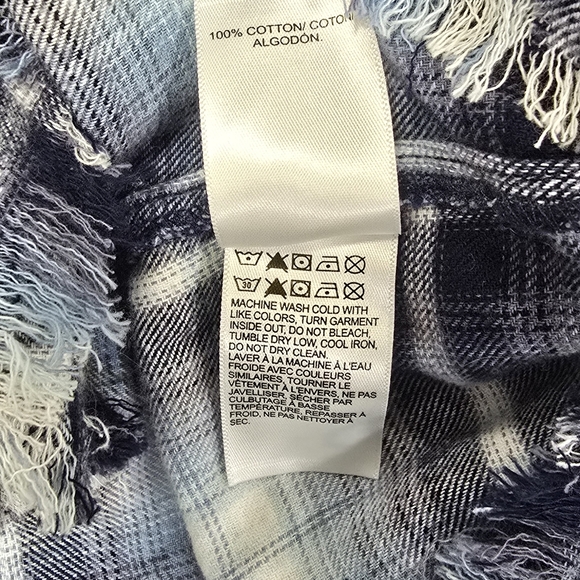 100% COTTON/ COTON/
ALGODÓN.
30
MACHINE WASH COLD WITH
LIKE COLORS, TURN GARMENT
INSIDE OUT, DO NOT BLEACH,
TUMBLE DRY LOW, COOL IRON,
DO NOT DRY CLEAN.
LAVER À LA MACHINE À L'EAU
FROIDE AVEC COULEURS
SIMILAIRES, TOURNER LE
VÊTEMENT À L'ENVERS, NE PAS
JAVELLISER, SÉCHER PAR
CULBUTAGE À BASSE
TEMPÉRATURE, REPASSER À
FROID, NE PAS NETTOYER À
SEC.